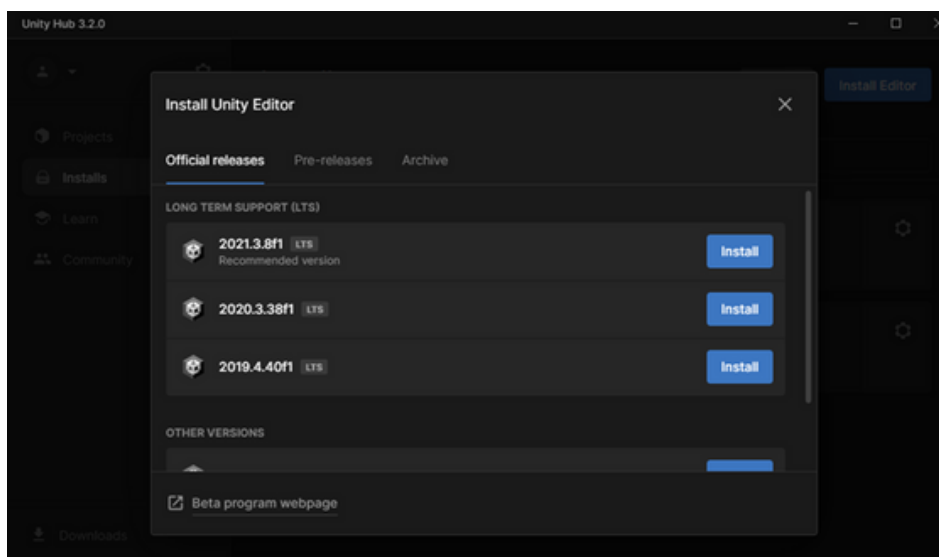 Unity Hub 3.2.0
Install Editor
Install Unity Editor
Official releases Pre-releases Archive
Projects
Installs
Learn
Community
LONG TERM SUPPORT (LTS)
2021.3.8f1 LTS
Recommended version
Install
2020.3.38f1 LTS
Install
2019.4.40f1 LTS
Install
OTHER VERSIONS
Beta program webpage
Downloads